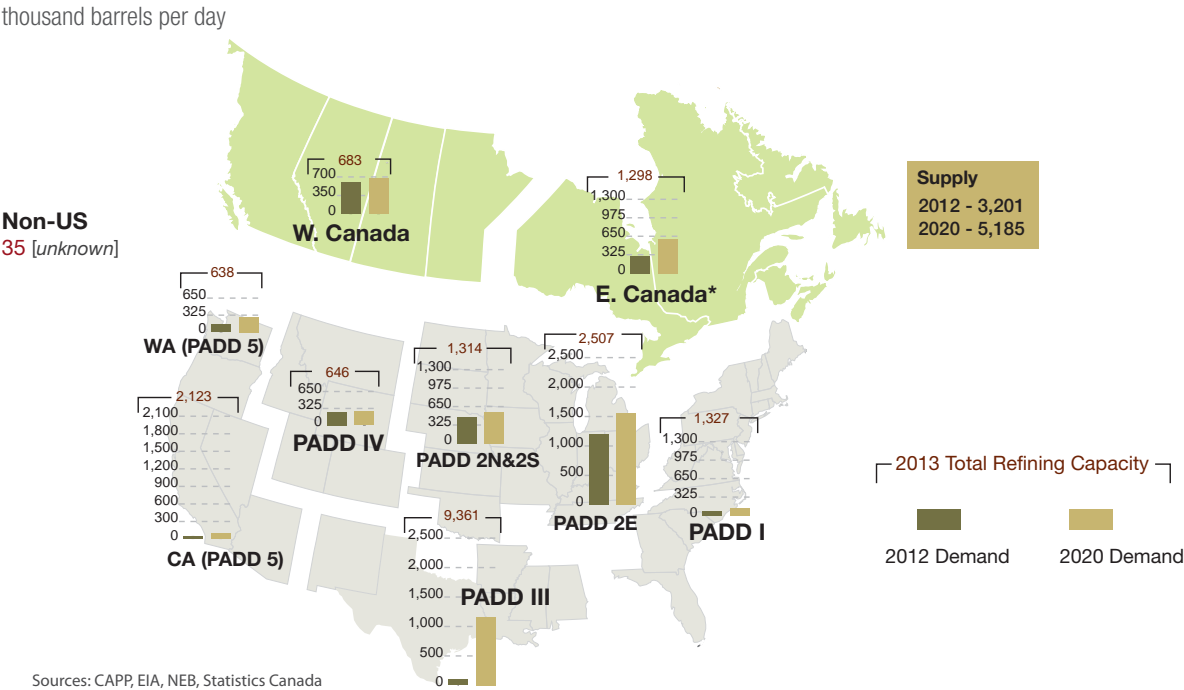 thousand barrels per day
683
700
350
0
W. Canada
1,298
1,300
975
650
325
0
E. Canada*
Supply
2012 - 3,201
2020 - 5,185
Non-US
35 [unknown]
638
650
325
0
WA (PADD 5)
646
650
325
0
PADD IV
1,314
1,300
975
650
325
0
PADD 2N&2S
2,507
2,500
2,000
1,500
1,000
500
0
PADD 2E
2,123
2,100
1,800
1,500
1,200
900
600
300
0
CA (PADD 5)
1,327
1,300
975
650
325
0
PADD I
9,361
2,500
2,000
1,500
1,000
500
0
PADD III
2013 Total Refining Capacity
2012 Demand
2020 Demand
Sources: CAPP, EIA, NEB, Statistics Canada